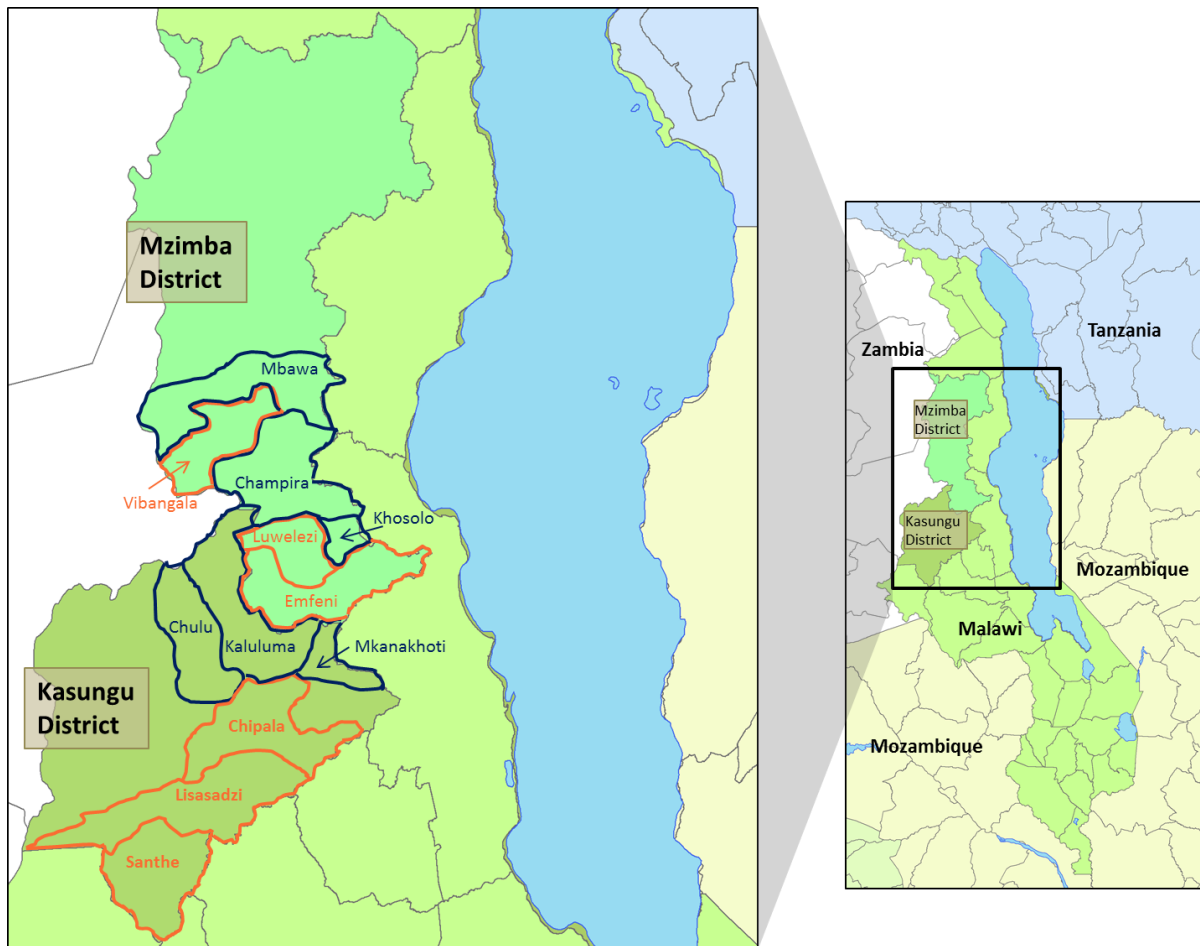 Mzimba
District
Mbawa
Vibangala
Champira
Khosolo
Luwelezi
Emfeni
Chulu
Kaluluma
Mkanakhoti
Kasungu
District
Chipala
Lisasadzi
Santhe
Tanzania
Zambia
Mzimba
District
Kasungu
District
Mozambique
Malawi
Mozambique